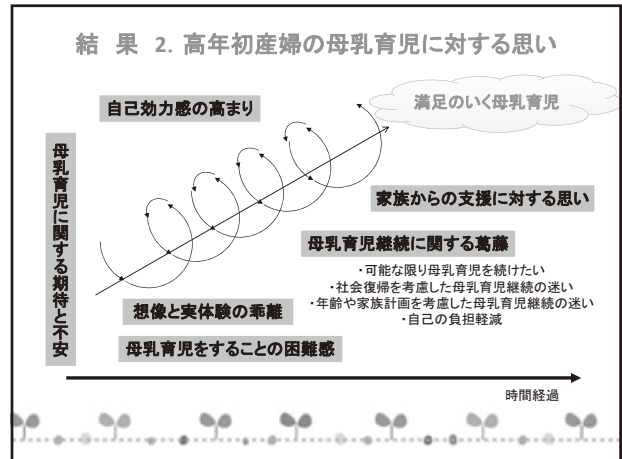 結 果 2. 高年初産婦の母乳育児に対する思い
満足のいく母乳育児
自己効力感の高まり
母乳育児に関する期待と不安
家族からの支援に対する思い
母乳育児継続に関する葛藤
・可能な限り母乳育児を続けたい
・社会復帰を考慮した母乳育児継続の迷い
・年齢や家族計画を考慮した母乳育児継続の迷い
・自己の負担軽減
想像と実体験の乖離
母乳育児をすることの困難感
時間経過